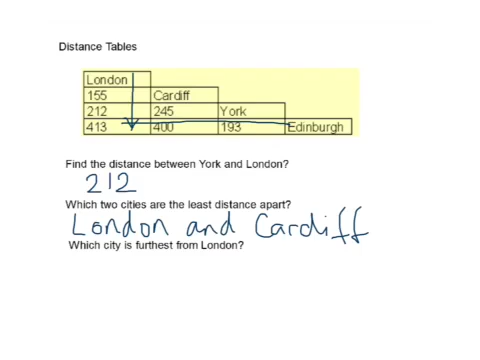 Distance Tables
London
155 Cardiff
212 245 York
413 400 193 Edinburgh
Find the distance between York and London?
212
Which two cities are the least distance apart?
London and Cardiff
Which city is furthest from London?